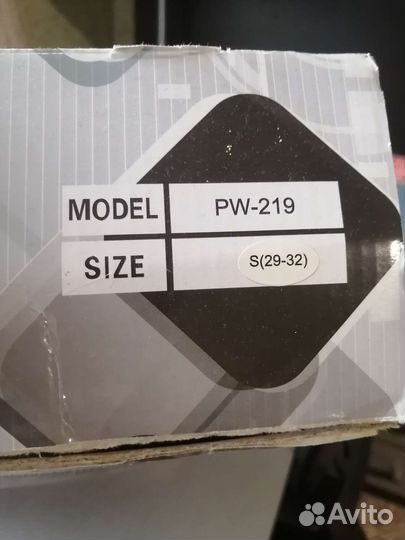 MODEL PW-219
SIZE S(29-32)
Avito